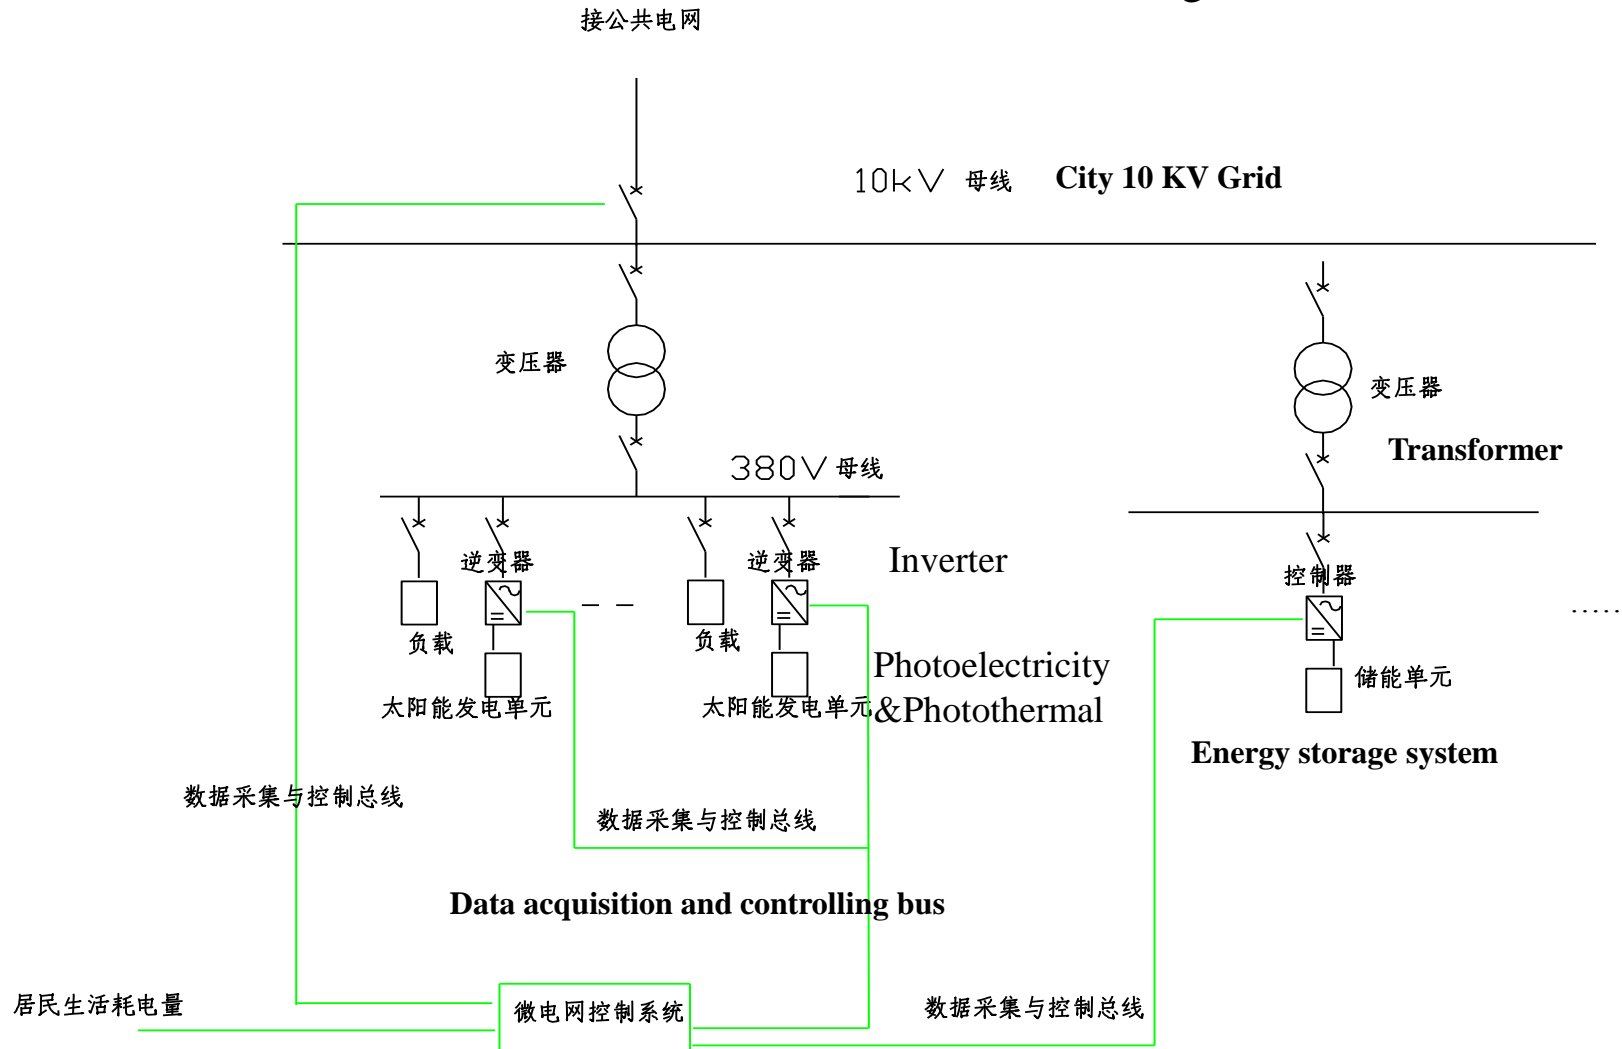 接公共电网
10kV 母线 City 10 KV Grid
变压器
变压器
Transformer
380V 母线
逆变器
逆变器
Inverter
控制器
负载
负载
Photoelectricity
&Photothermal
储能单元
太阳能发电单元
太阳能发电单元
Energy storage system
数据采集与控制总线
数据采集与控制总线
Data acquisition and controlling bus
居民生活耗电量
微电网控制系统
数据采集与控制总线